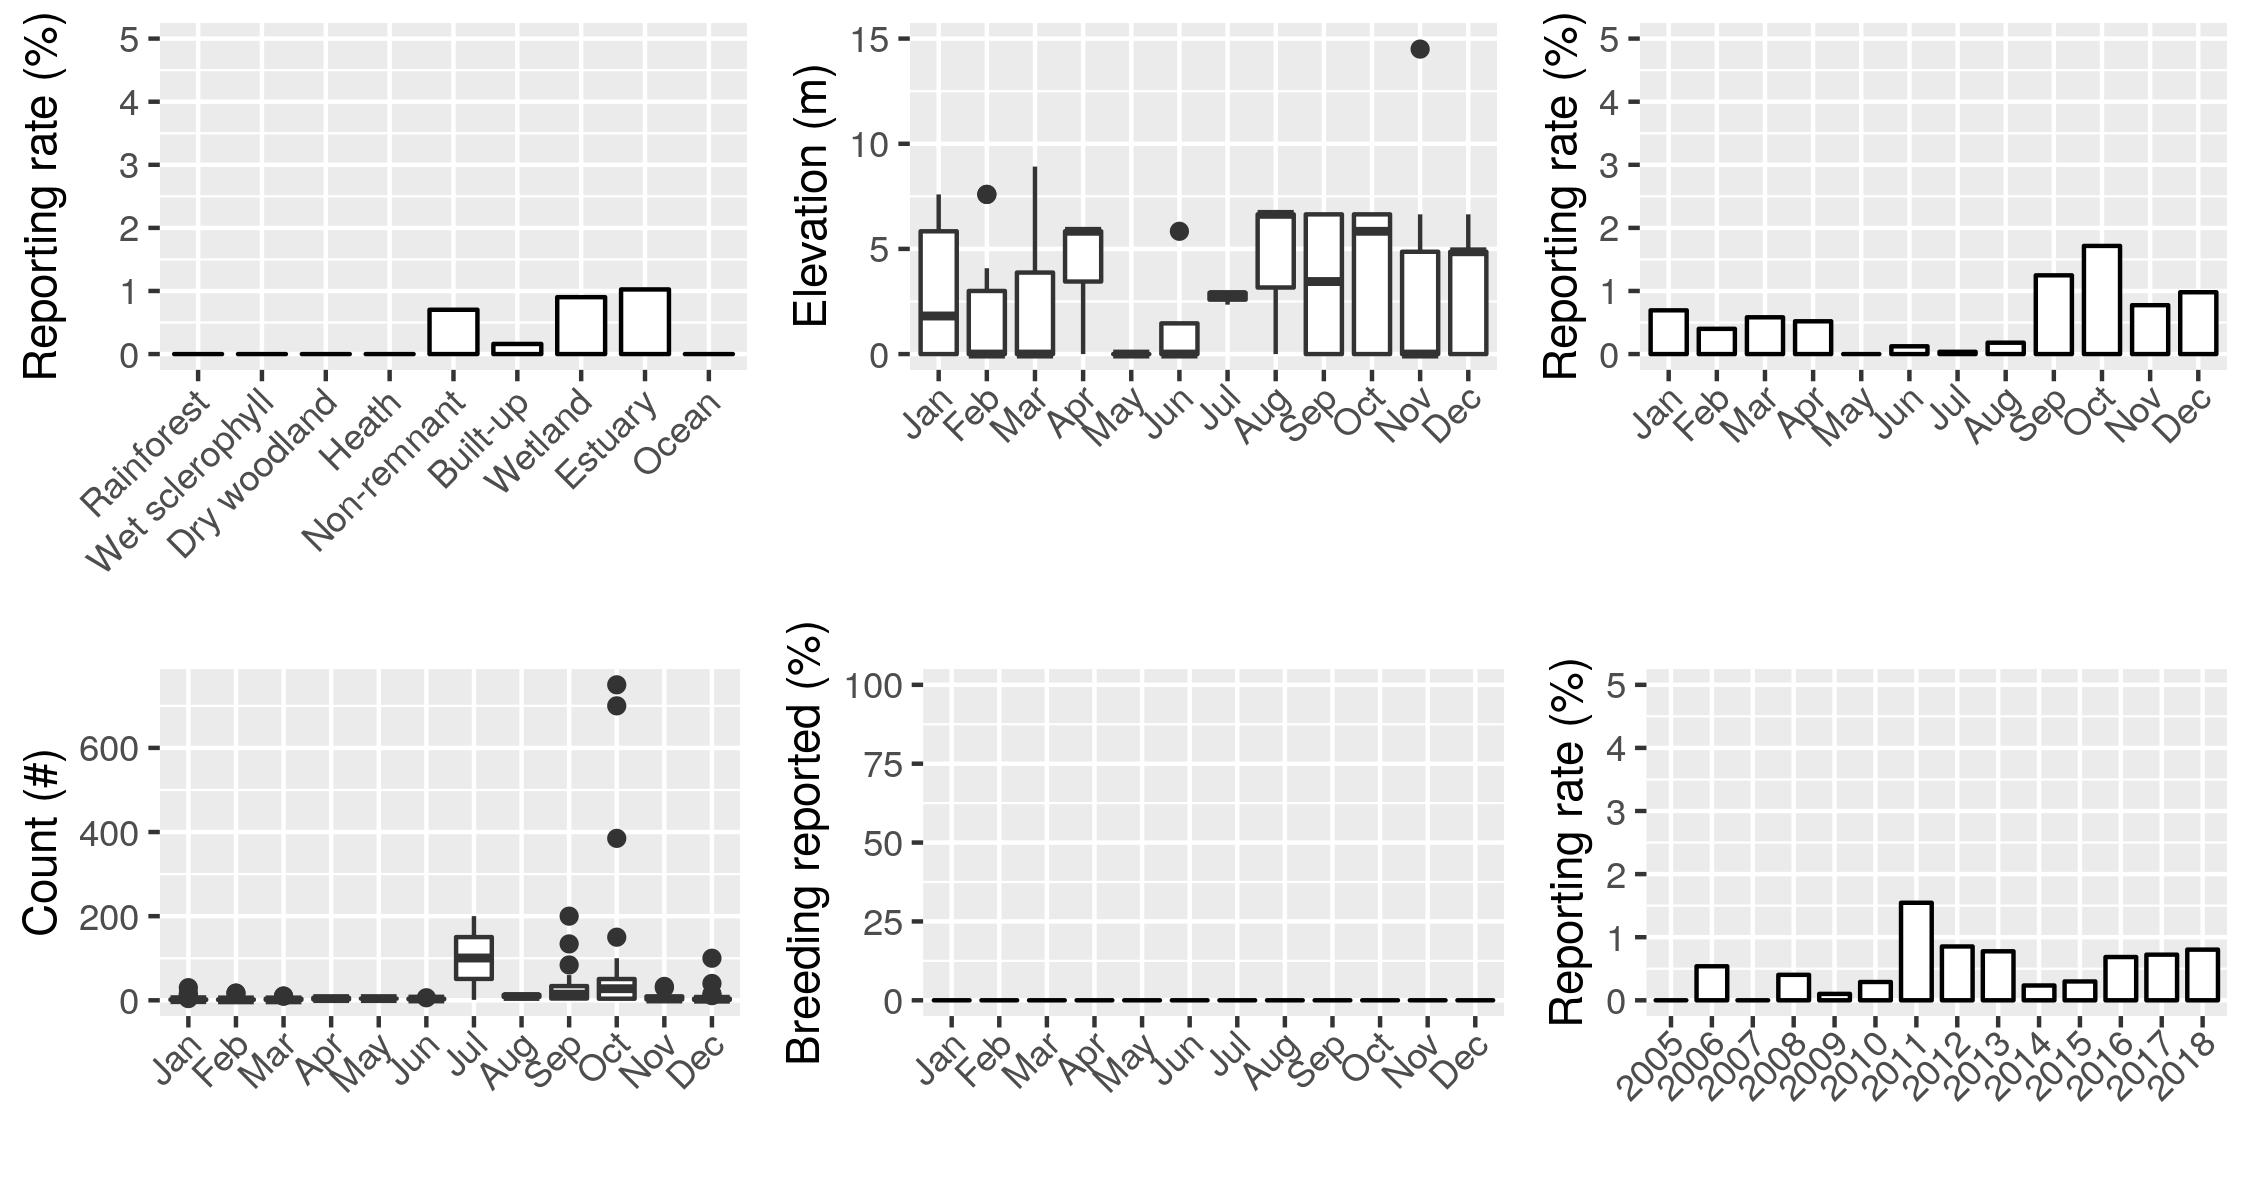 Reporting rate (%)
5
4
3
2
1
0
Rainforest
Wet sclerophyll
Dry woodland
Heath
Non-remnant
Built-up
Wetland
Estuary
Ocean
Elevation (m)
15
10
5
0
Jan
Feb
Mar
Apr
May
Jun
Jul
Aug
Sep
Oct
Nov
Dec
Reporting rate (%)
5
4
3
2
1
0
Jan
Feb
Mar
Apr
May
Jun
Jul
Aug
Sep
Oct
Nov
Dec
Count (#)
600
400
200
0
Jan
Feb
Mar
Apr
May
Jun
Jul
Aug
Sep
Oct
Nov
Dec
Breeding reported (%)
100
75
50
25
0
Jan
Feb
Mar
Apr
May
Jun
Jul
Aug
Sep
Oct
Nov
Dec
Reporting rate (%)
5
4
3
2
1
0
2005
2006
2007
2008
2009
2010
2011
2012
2013
2014
2015
2016
2017
2018